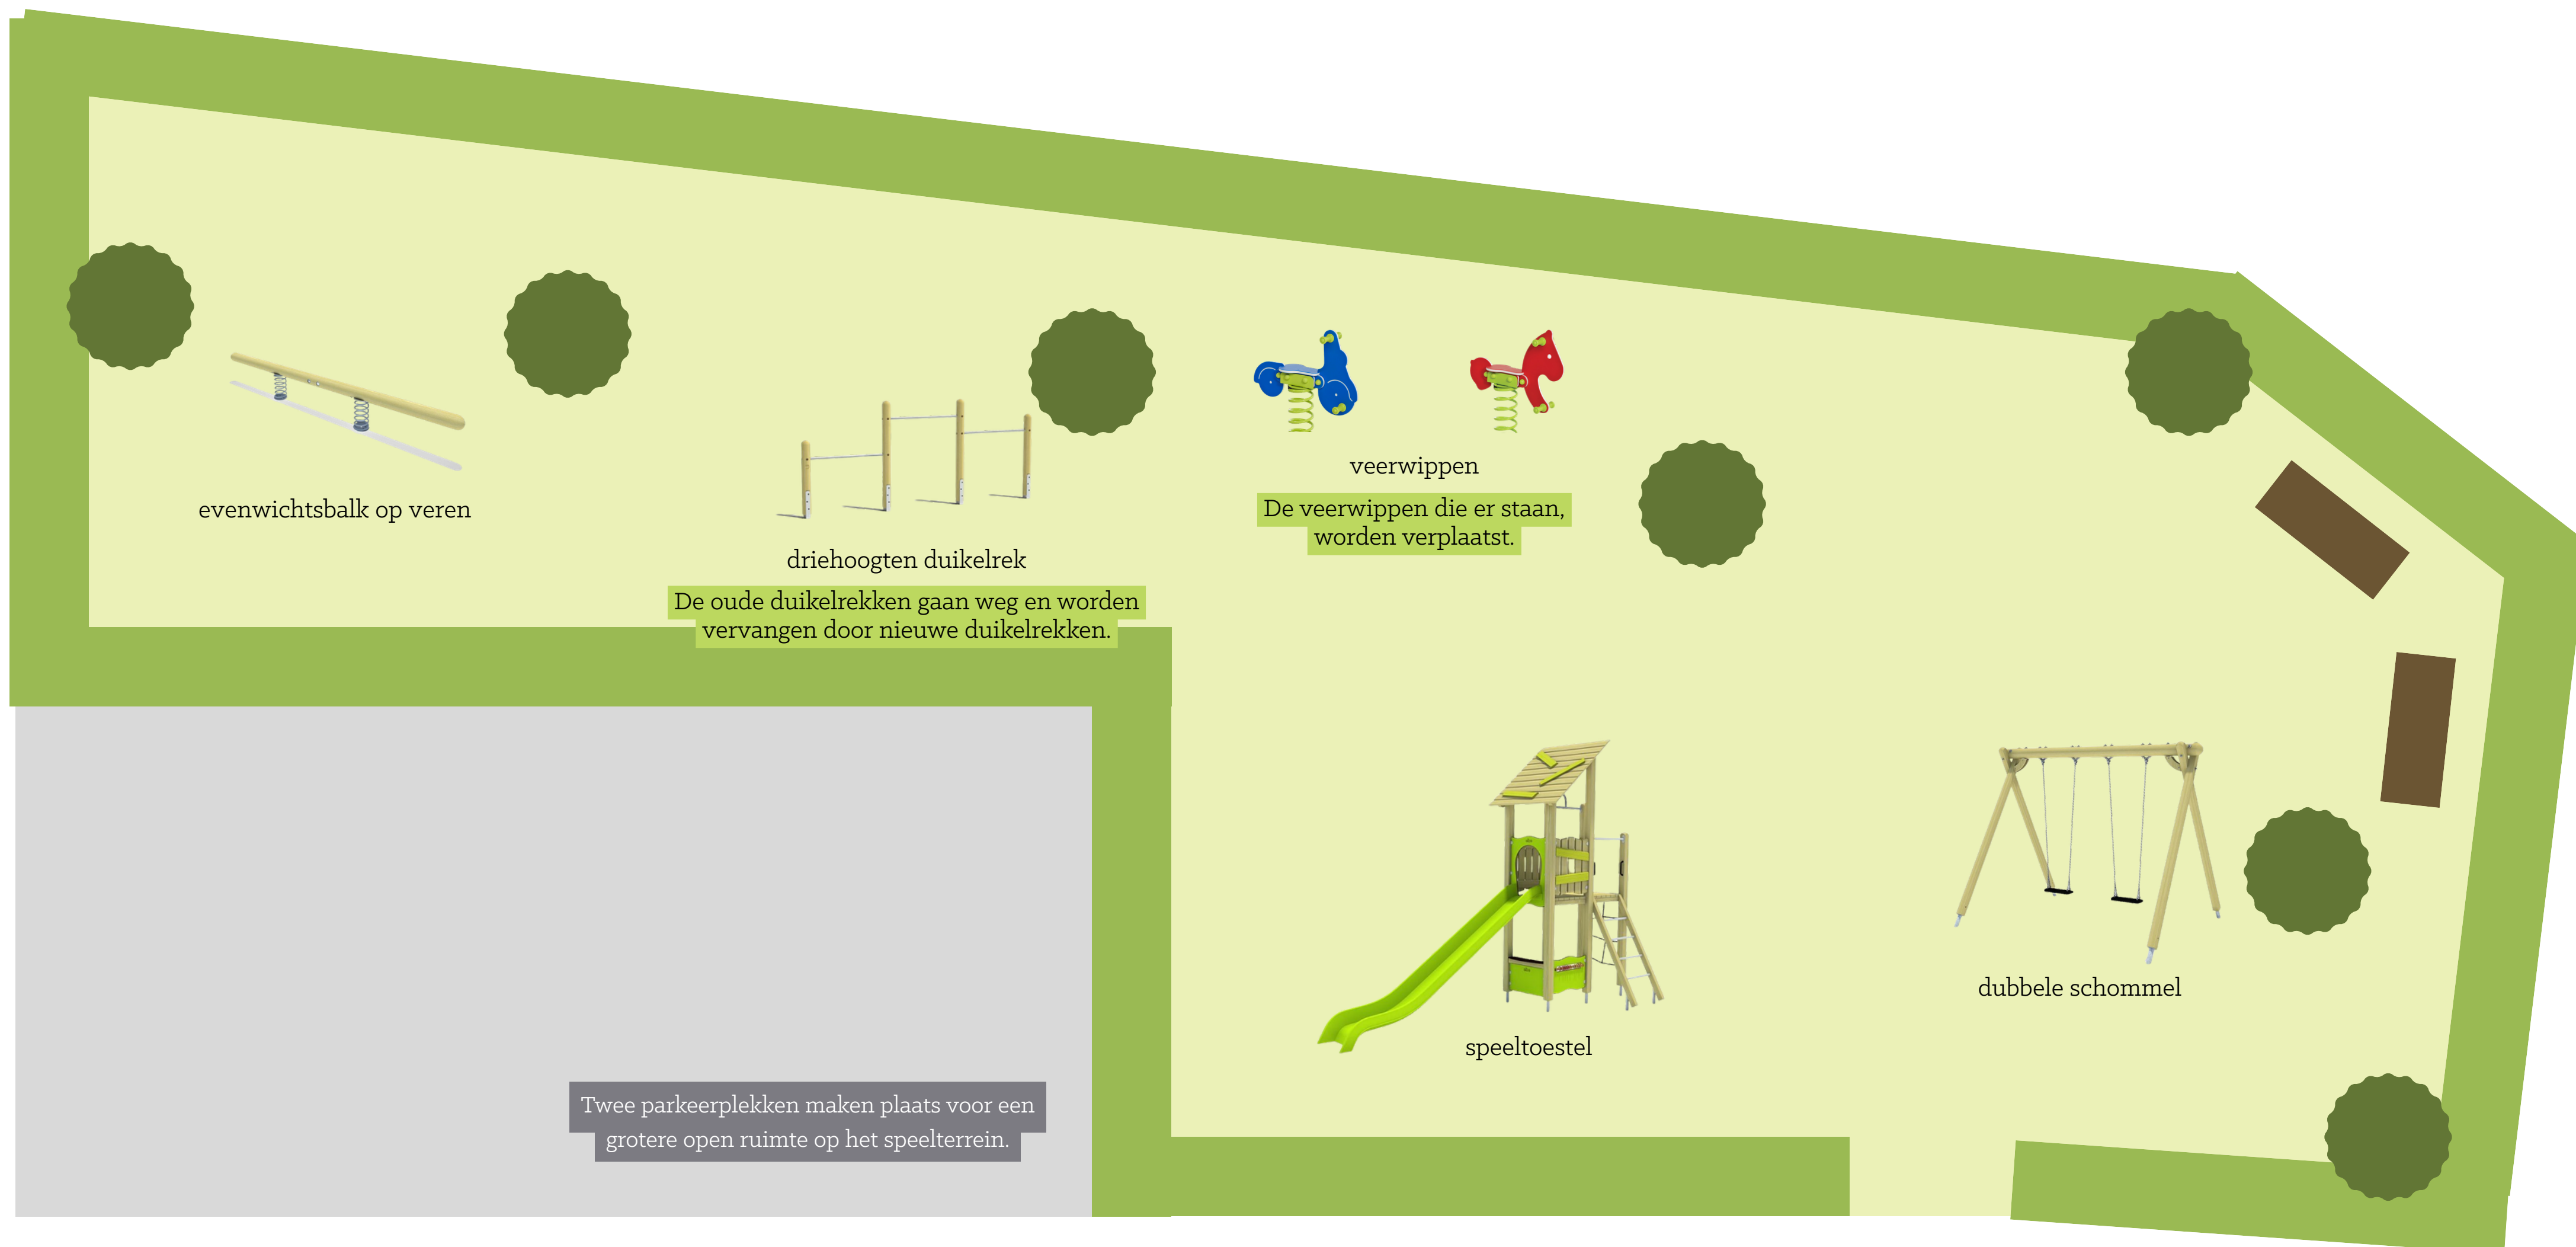 evenwichtsbalk op veren
driehoogten duikelrek
De oude duikelrekken gaan weg en worden
vervangen door nieuwe duikelrekken.
veerwippen
De veerwippen die er staan,
worden verplaatst.
speeltoestel
dubbele schommel
Twee parkeerplekken maken plaats voor een
grotere open ruimte op het speelterrein.